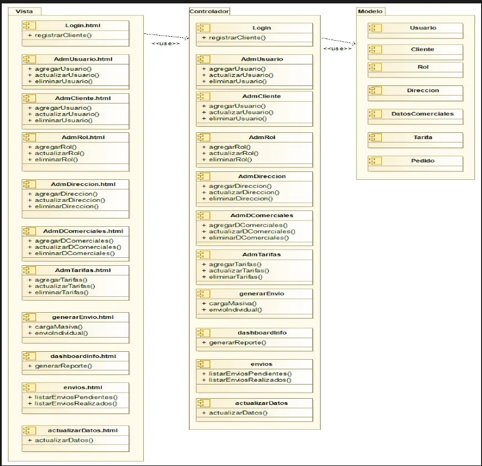 Vista
Login.html
+ registrarCliente()
AdmUsuario.html
+ agregarUsuario()
+ actualizarUsuario()
+ eliminarUsuario()
AdmCliente.html
+ agregarUsuario()
+ actualizarUsuario()
+ eliminarUsuario()
AdmRol.html
+ agregarRol()
+ actualizarRol()
+ eliminarRol()
AdmDireccion.html
+ agregarDireccion()
+ actualizarDireccion()
+ eliminarDireccion()
AdmDComerciales.html
+ agregarDComerciales()
+ actualizarDComerciales()
+ eliminarDComerciales()
AdmTarifas.html
+ agregarTarifas()
+ actualizarTarifas()
+ eliminarTarifas()
generarEnvio.html
+ cargaMasiva()
+ envioIndividual()
dashboardInfo.html
+ generarReporte()
envios.html
+ listarEnviosPendientes()
+ listarEnviosRealizados()
actualizarDatos.html
+ actualizarDatos()
<<use>>
Controlador
Login
+ registrarCliente()
AdmUsuario
+ agregarUsuario()
+ actualizarUsuario()
+ eliminarUsuario()
AdmCliente
+ agregarUsuario()
+ actualizarUsuario()
+ eliminarUsuario()
AdmRol
+ agregarRol()
+ actualizarRol()
+ eliminarRol()
AdmDireccion
+ agregarDireccion()
+ actualizarDireccion()
+ eliminarDireccion()
AdmDComerciales
+ agregarDComerciales()
+ actualizarDComerciales()
+ eliminarDComerciales()
AdmTarifas
+ agregarTarifas()
+ actualizarTarifas()
+ eliminarTarifas()
generarEnvio
+ cargaMasiva()
+ envioIndividual()
dashboardInfo
+ generarReporte()
envios
+ listarEnviosPendientes()
+ listarEnviosRealizados()
actualizarDatos
+ actualizarDatos()
<<use>>
Modelo
Usuario
Cliente
Rol
Direccion
DatosComerciales
Tarifa
Pedido